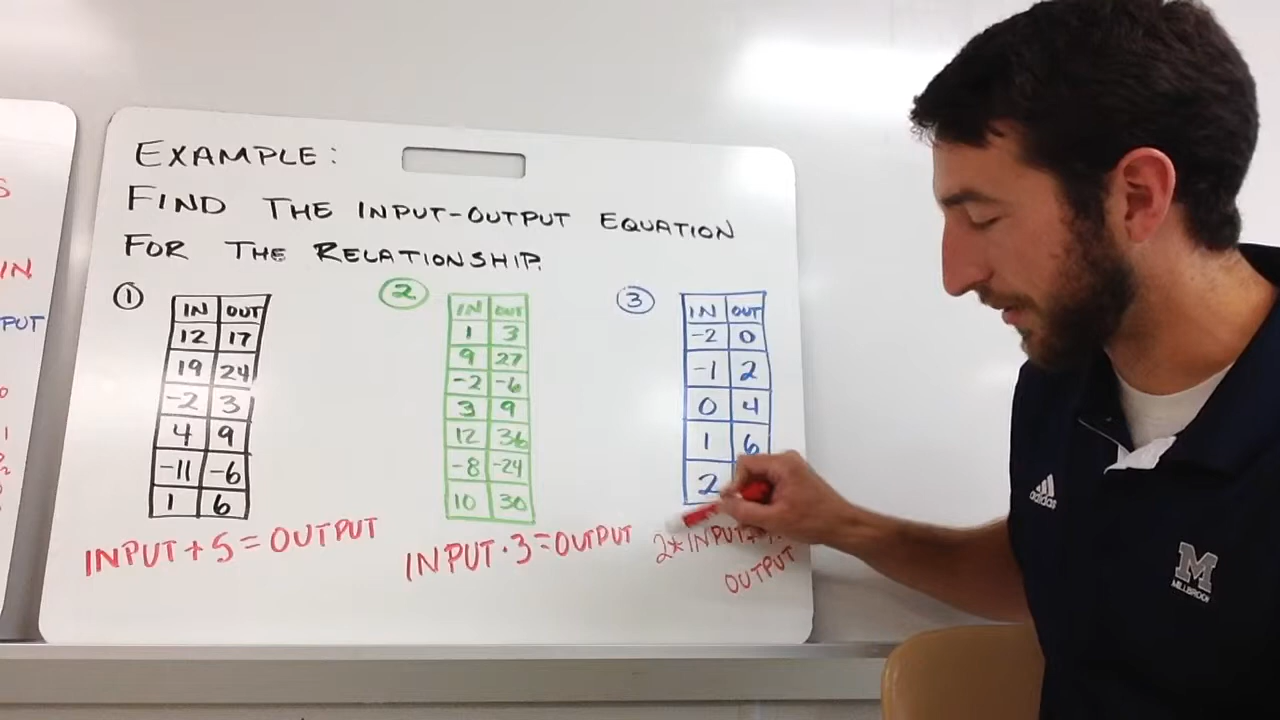 EXAMPLE:
FIND THE INPUT-OUTPUT EQUATION
FOR THE RELATIONSHIP.
1
IN OUT
12 17
19 24
-2 3
4 9
-11 -6
1 6
INPUT + 5 = OUTPUT
2
IN OUT
1 3
9 27
-2 -6
3 9
12 36
-8 -24
10 30
INPUT · 3 = OUTPUT
3
IN OUT
-2 0
-1 2
0 4
1 6
2
2* INPUT +
OUTPUT
S
IN
PUT
adidas
M
MILLBROOK